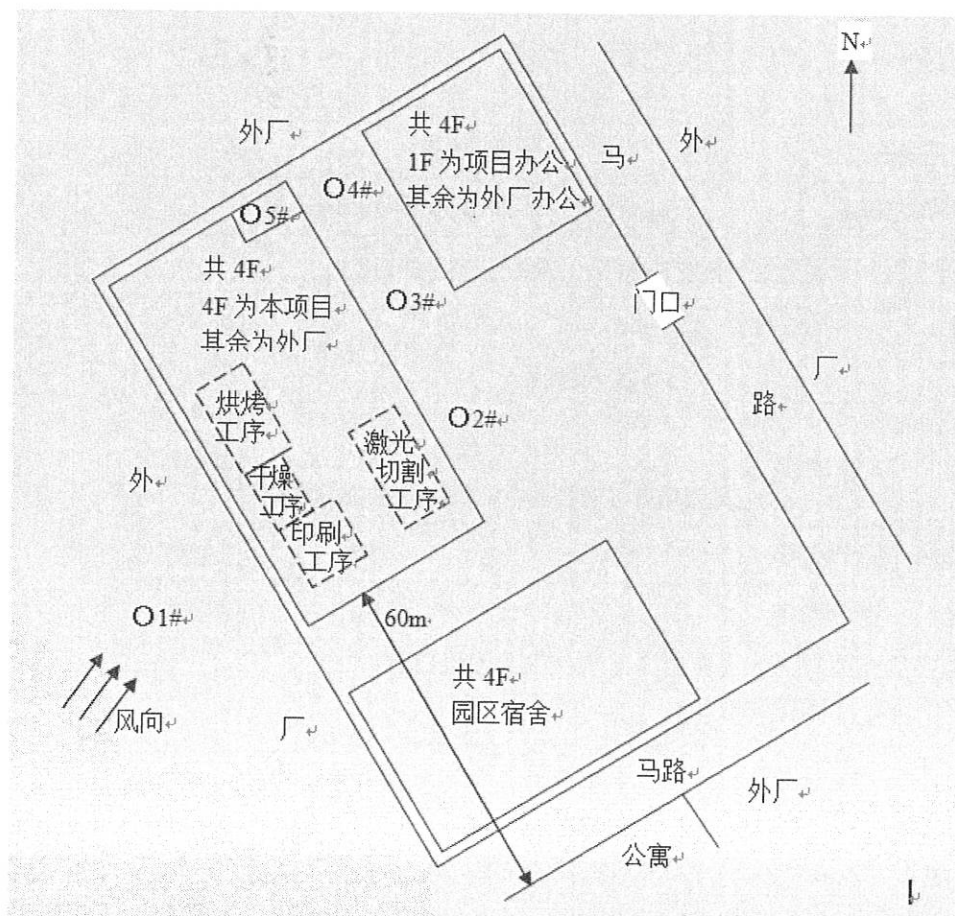 N
外厂
共 4F
1F 为项目办公
其余为外厂办公
马
外
O4#
O5#
共 4F
4F 为本项目
其余为外厂
O3#
门口
厂
路
烘烤
工序
O2#
激光
切割
工序
外
干燥
工序
印刷
工序
O1#
60m
风向
厂
共 4F
园区宿舍
马路
外厂
公寓